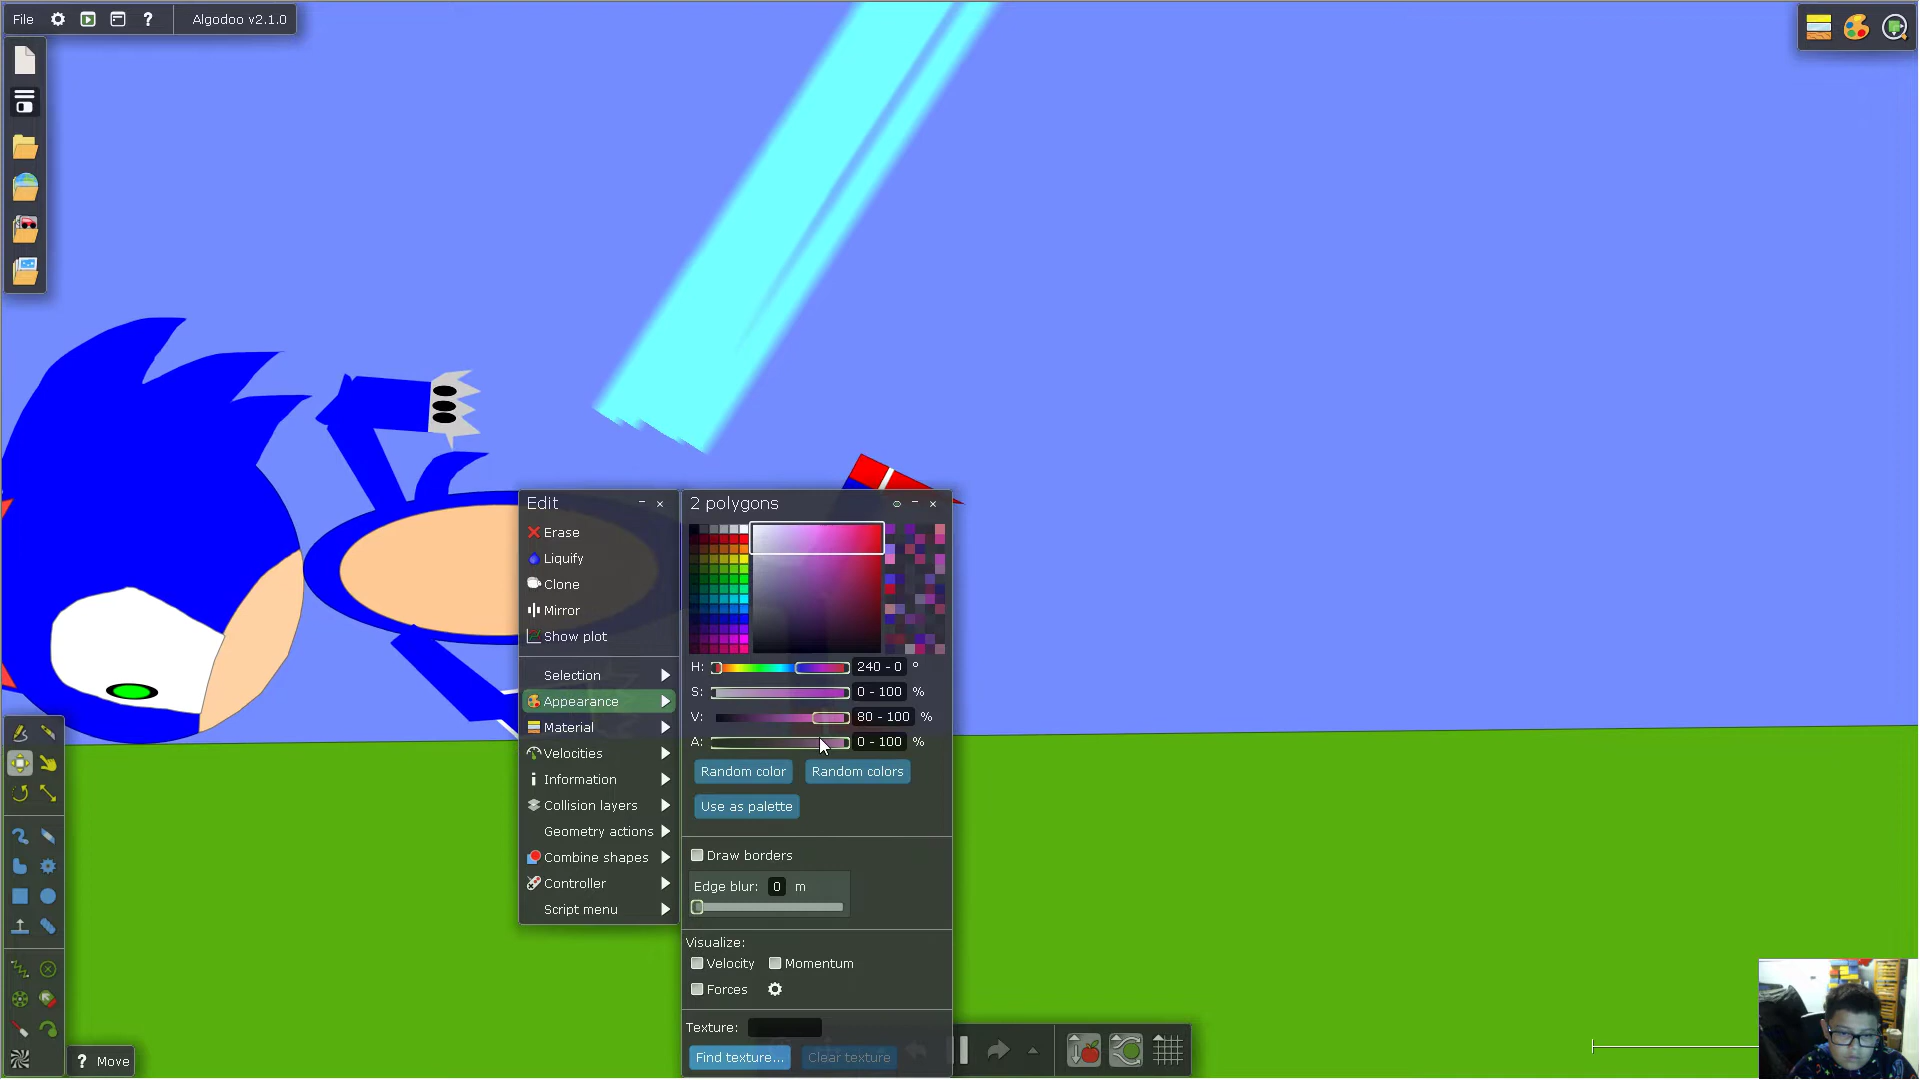 File
?
Algodoo v2.1.0
Edit
Erase
Liquify
Clone
Mirror
Show plot
Selection
Appearance
Material
Velocities
Information
Collision layers
Geometry actions
Combine shapes
Controller
Script menu
2 polygons
H: 240 - 0 °
S: 0 - 100 %
V: 80 - 100 %
A: 0 - 100 %
Random color
Random colors
Use as palette
Draw borders
Edge blur: 0 m
Visualize:
Velocity
Momentum
Forces
Texture:
Find texture...
Clear texture
? Move